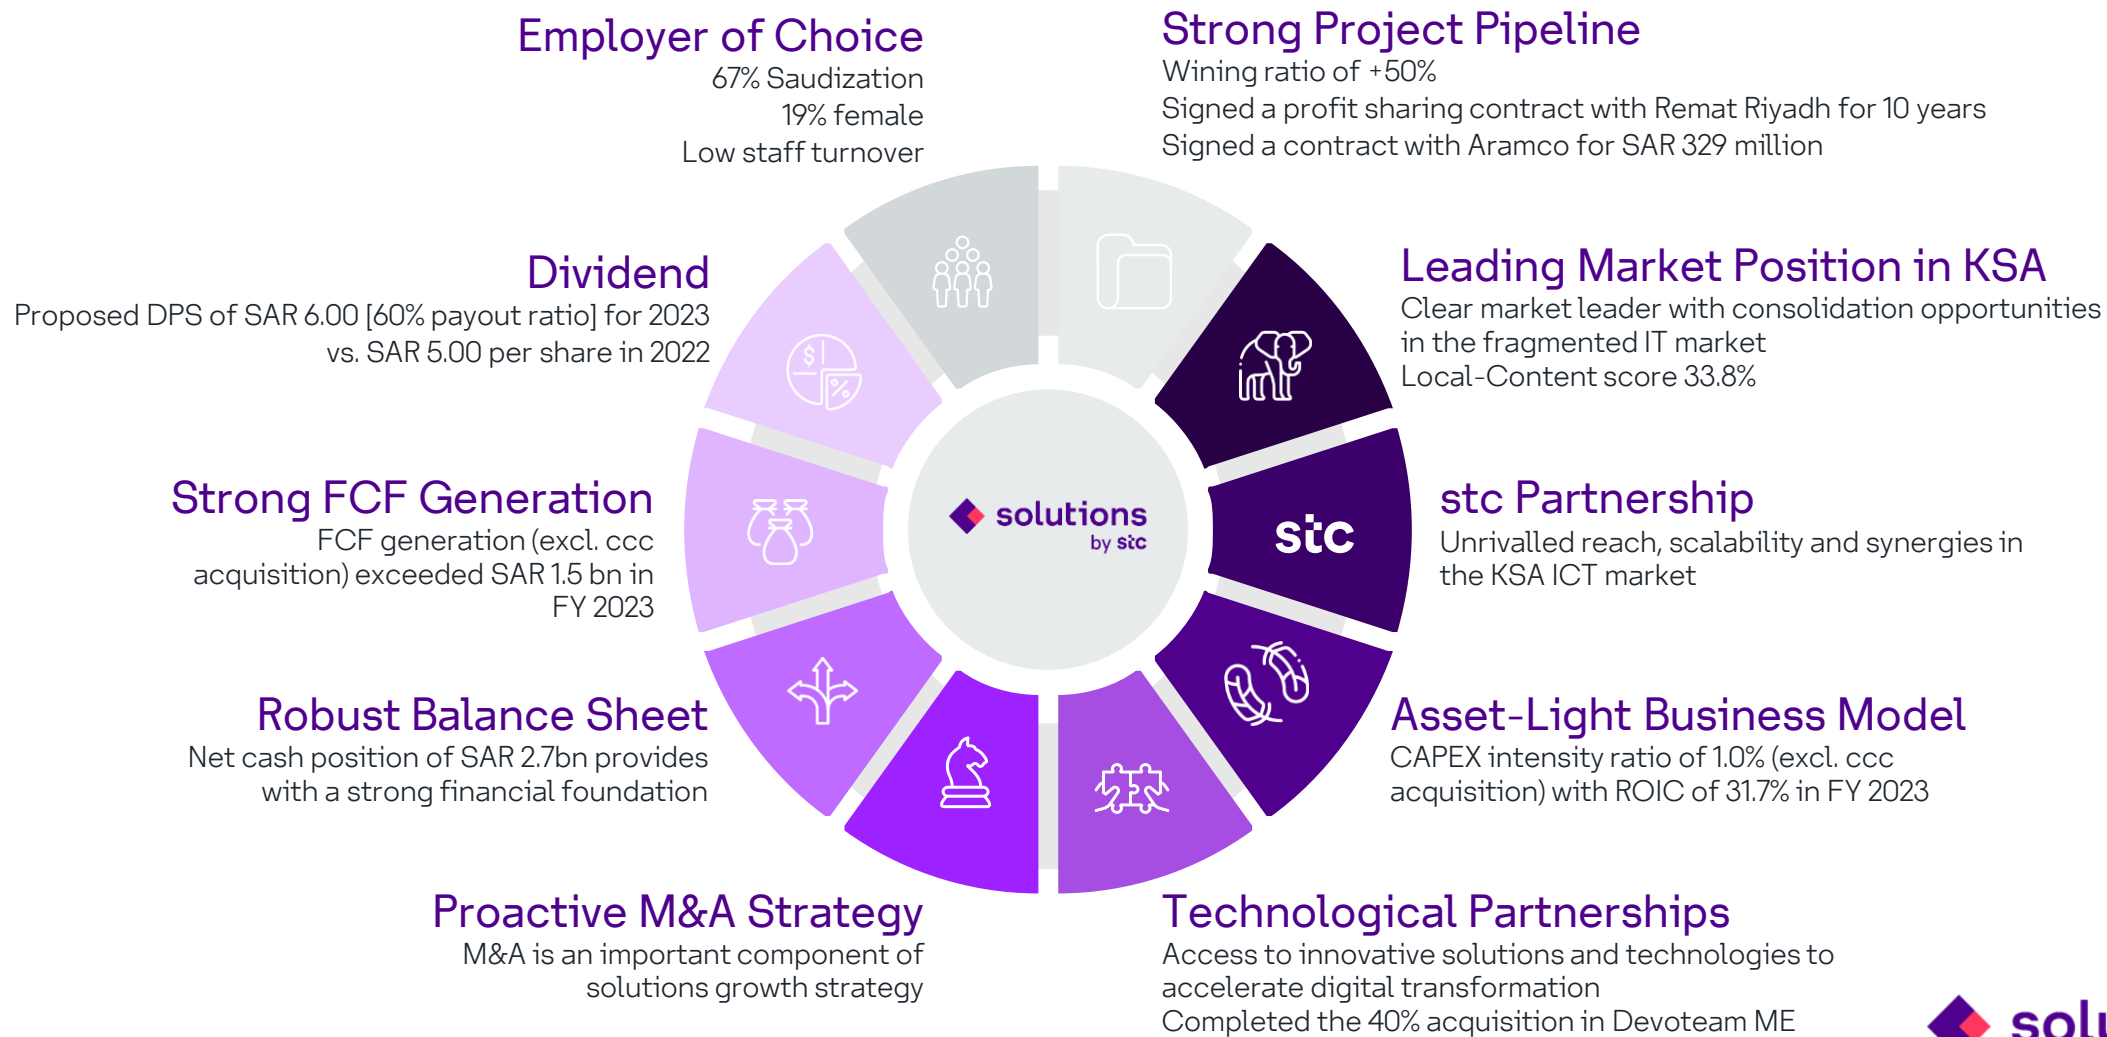 Employer of Choice
67% Saudization
19% female
Low staff turnover
Strong Project Pipeline
Wining ratio of +50%
Signed a profit sharing contract with Remat Riyadh for 10 years
Signed a contract with Aramco for SAR 329 million
Dividend
Proposed DPS of SAR 6.00 [60% payout ratio] for 2023
vs. SAR 5.00 per share in 2022
Leading Market Position in KSA
Clear market leader with consolidation opportunities
in the fragmented IT market
Local-Content score 33.8%
Strong FCF Generation
FCF generation (excl. ccc
acquisition) exceeded SAR 1.5 bn in
FY 2023
solutions
by stc
stc
stc Partnership
Unrivalled reach, scalability and synergies in
the KSA ICT market
Robust Balance Sheet
Net cash position of SAR 2.7bn provides
with a strong financial foundation
Asset-Light Business Model
CAPEX intensity ratio of 1.0% (excl. ccc
acquisition) with ROIC of 31.7% in FY 2023
Proactive M&A Strategy
M&A is an important component of
solutions growth strategy
Technological Partnerships
Access to innovative solutions and technologies to
accelerate digital transformation
Completed the 40% acquisition in Devoteam ME